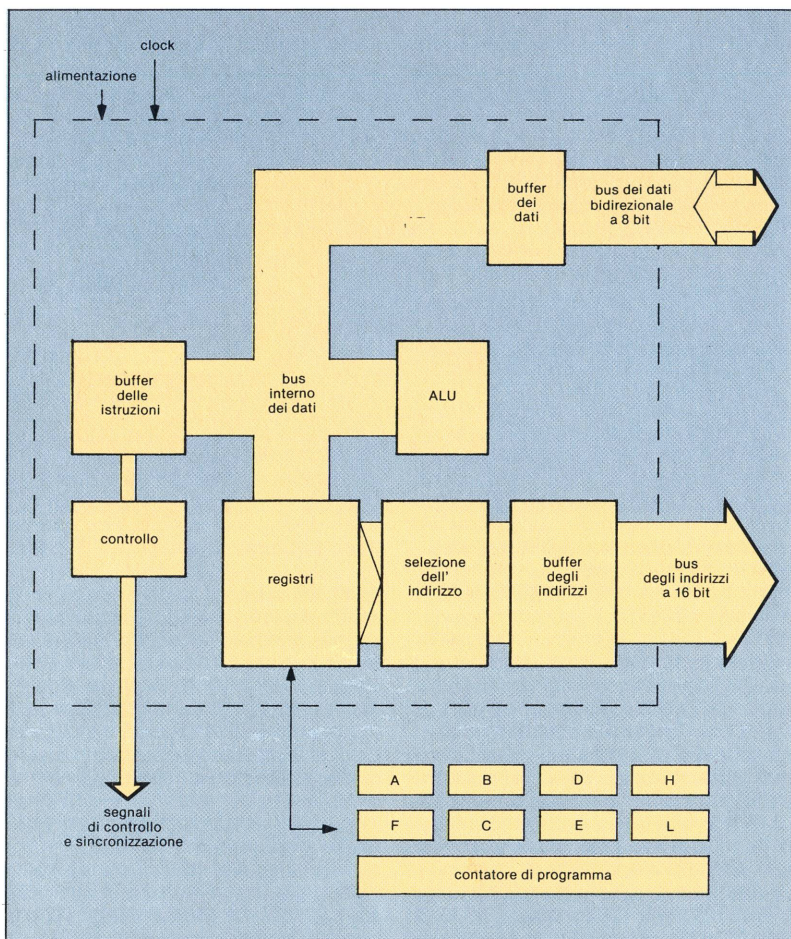 clock
alimentazione
buffer
dei
dati
bus dei dati
bidirezionale
a 8 bit
buffer
delle
istruzioni
bus
interno
dei dati
ALU
controllo
registri
selezione
dell'
indirizzo
buffer
degli
indirizzi
bus
degli indirizzi
a 16 bit
segnali
di controllo
e sincronizzazione
A B D H
F C E L
contatore di programma